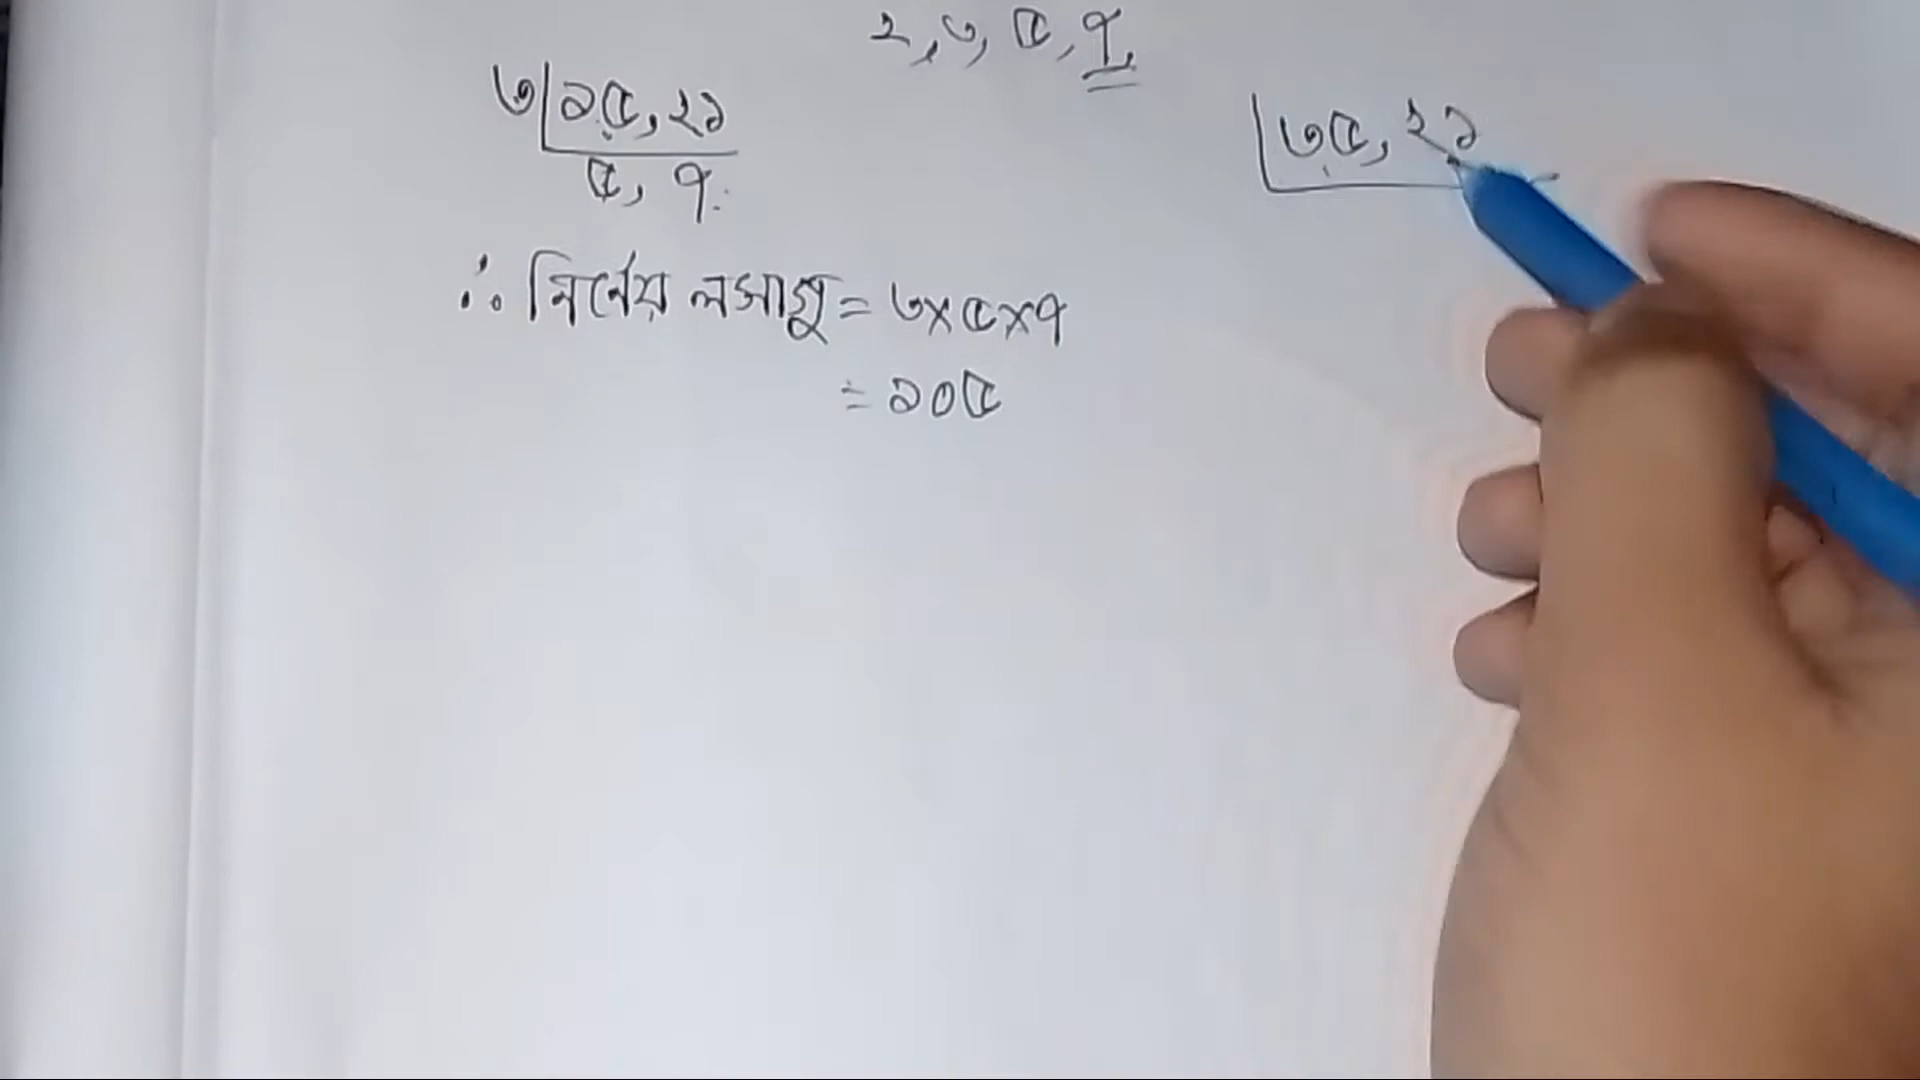 ২, ৩, ৫, ৭,
৩ ১৫, ২১
৫, ৭
∴ নির্নেয় লসাগু = ৩×৫×৭
= ১০৫
৩৫, ২১